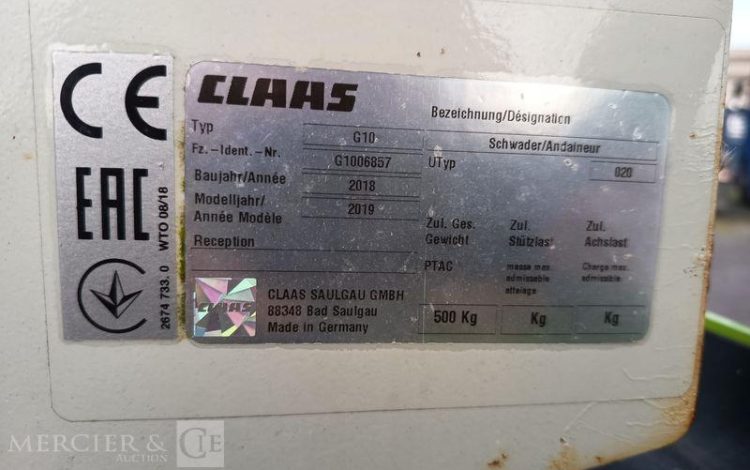 CE
EAC
2674 733. 0 WTO 08/18
CLAAS
Bezeichnung/Désignation
Typ G10 Schwader/Andaineur
Fz.-Ident.-Nr. G1006857 UTyp 020
Baujahr/Année 2018
Modelljahr/
Année Modèle 2019
Reception
Zul. Ges. Zul. Zul.
Gewicht Stützlast Achslast
PTAC masse max. Charge max.
admissible admissible
attelage
500 Kg Kg Kg
CLAAS
CLAAS SAULGAU GMBH
88348 Bad Saulgau
Made in Germany
MERCIER & CIE
AUCTION